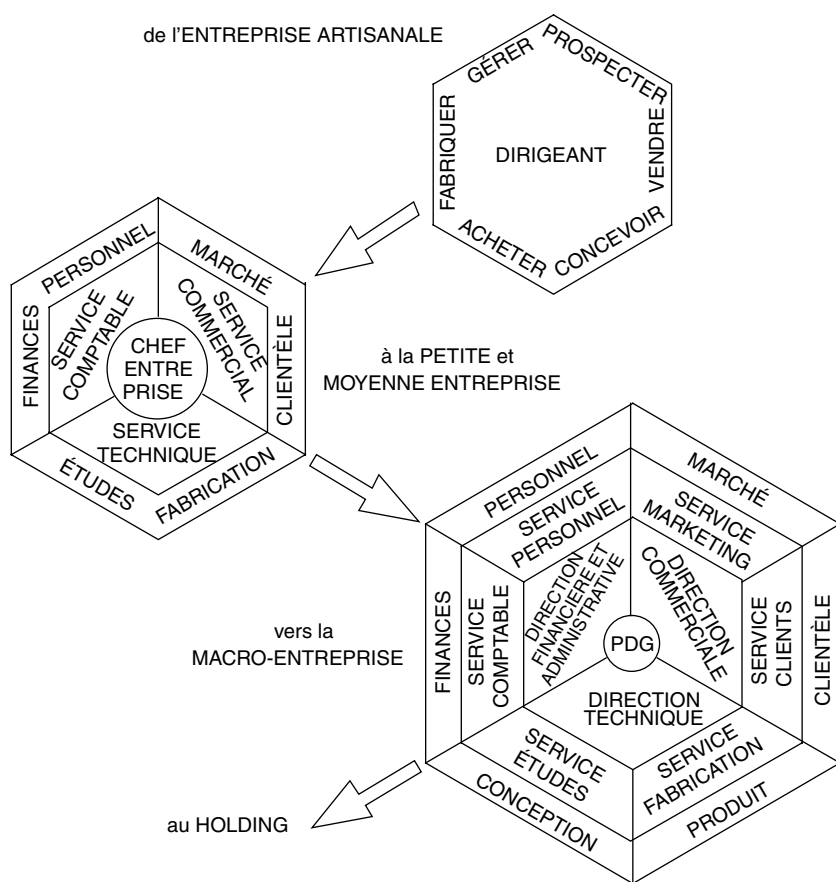 de l'ENTREPRISE ARTISANALE
GÉRER
PROSPECTER
FABRIQUER
DIRIGEANT
VENDRE
ACHETER
CONCEVOIR
PERSONNEL
MARCHÉ
FINANCES
SERVICE
COMPTABLE
SERVICE
COMMERCIAL
CLIENTÈLE
CHEF
ENTRE
PRISE
SERVICE
TECHNIQUE
ÉTUDES
FABRICATION
à la PETITE et
MOYENNE ENTREPRISE
PERSONNEL
MARCHÉ
SERVICE
PERSONNEL
SERVICE
MARKETING
FINANCES
SERVICE
COMPTABLE
DIRECTION
FINANCIERE ET
ADMINISTRATIVE
DIRECTION
COMMERCIALE
SERVICE
CLIENTS
CLIENTÈLE
PDG
DIRECTION
TECHNIQUE
SERVICE
ÉTUDES
SERVICE
FABRICATION
CONCEPTION
PRODUIT
vers la
MACRO-ENTREPRISE
au HOLDING